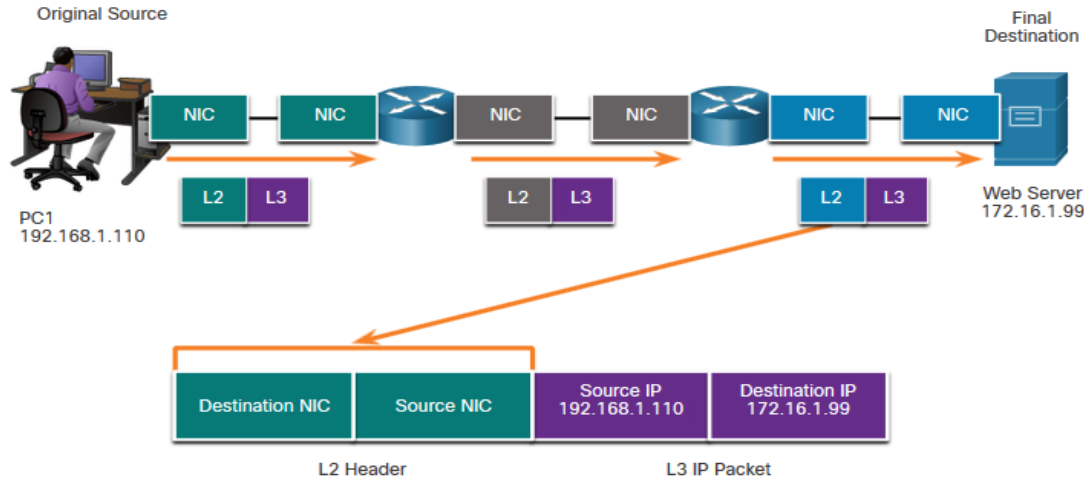 Original Source
Final
Destination
NIC
NIC
NIC
NIC
NIC
NIC
L2
L3
L2
L3
L2
L3
PC1
192.168.1.110
Web Server
172.16.1.99
Destination NIC
Source NIC
Source IP
192.168.1.110
Destination IP
172.16.1.99
L2 Header
L3 IP Packet